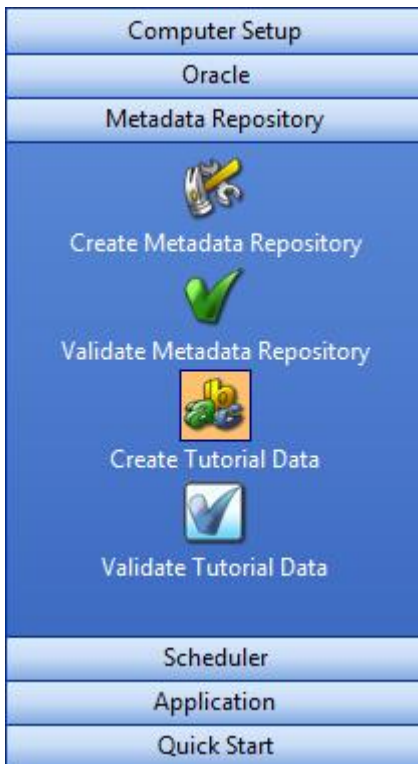 Computer Setup
Oracle
Metadata Repository
Create Metadata Repository
Validate Metadata Repository
Create Tutorial Data
Validate Tutorial Data
Scheduler
Application
Quick Start